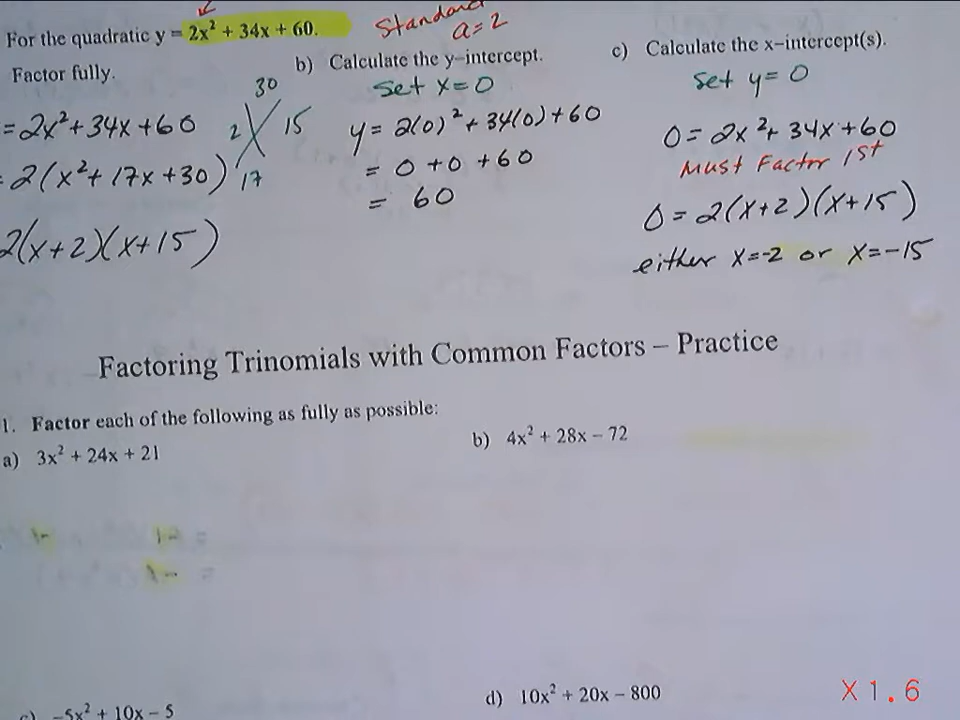 For the quadratic y = 2x² + 34x + 60.
Standard
a=2
Factor fully.
= 2x²+34x+60
30
2 15
17
2(x²+17x+30)
2(x+2)(x+15)
b) Calculate the y-intercept.
set x=0
y = 2(0)²+34(0)+60
= 0+0+60
= 60
c) Calculate the x-intercept(s).
set y=0
0=2x²+34x+60
Must Factor 1st
0=2(x+2)(x+15)
either x=-2 or x=-15
Factoring Trinomials with Common Factors – Practice
1. Factor each of the following as fully as possible:
a) 3x² + 24x + 21
b) 4x² + 28x – 72
c) –5x² + 10x – 5
d) 10x² + 20x – 800
X1.6